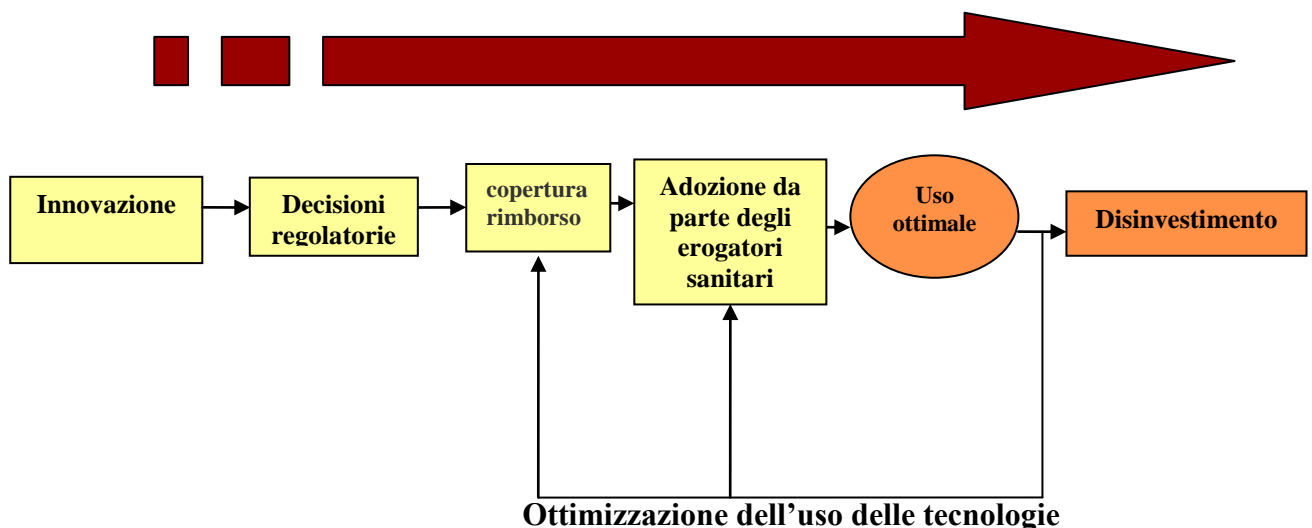 Innovazione
Decisioni
regolatorie
copertura
rimborso
Adozione da
parte degli
erogatori
sanitari
Uso
ottimale
Disinvestimento
Ottimizzazione dell’uso delle tecnologie